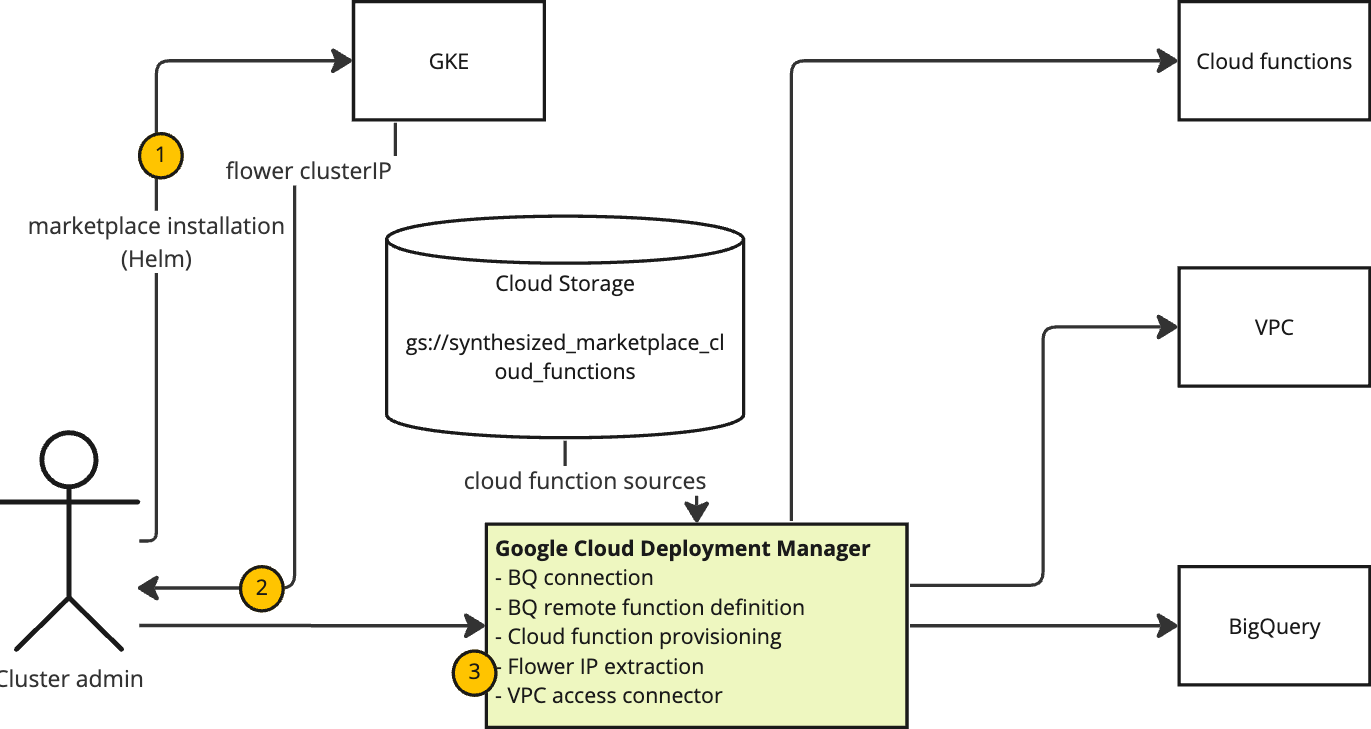 GKE
Cloud functions
1
flower clusterIP
marketplace installation
(Helm)
Cloud Storage
gs://synthesized_marketplace_cl
oud_functions
VPC
cloud function sources
Google Cloud Deployment Manager
- BQ connection
- BQ remote function definition
- Cloud function provisioning
- Flower IP extraction
- VPC access connector
2
3
BigQuery
Cluster admin